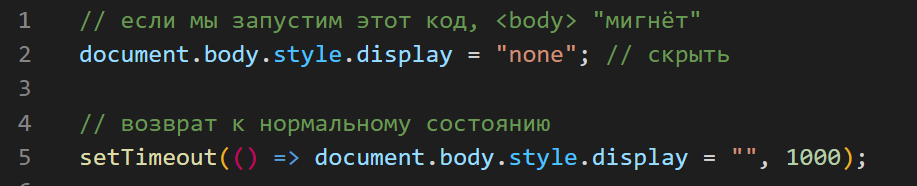 1 // если мы запустим этот код, <body> "мигнёт"
2 document.body.style.display = "none"; // скрыть
3
4 // возврат к нормальному состоянию
5 setTimeout(() => document.body.style.display = "", 1000);